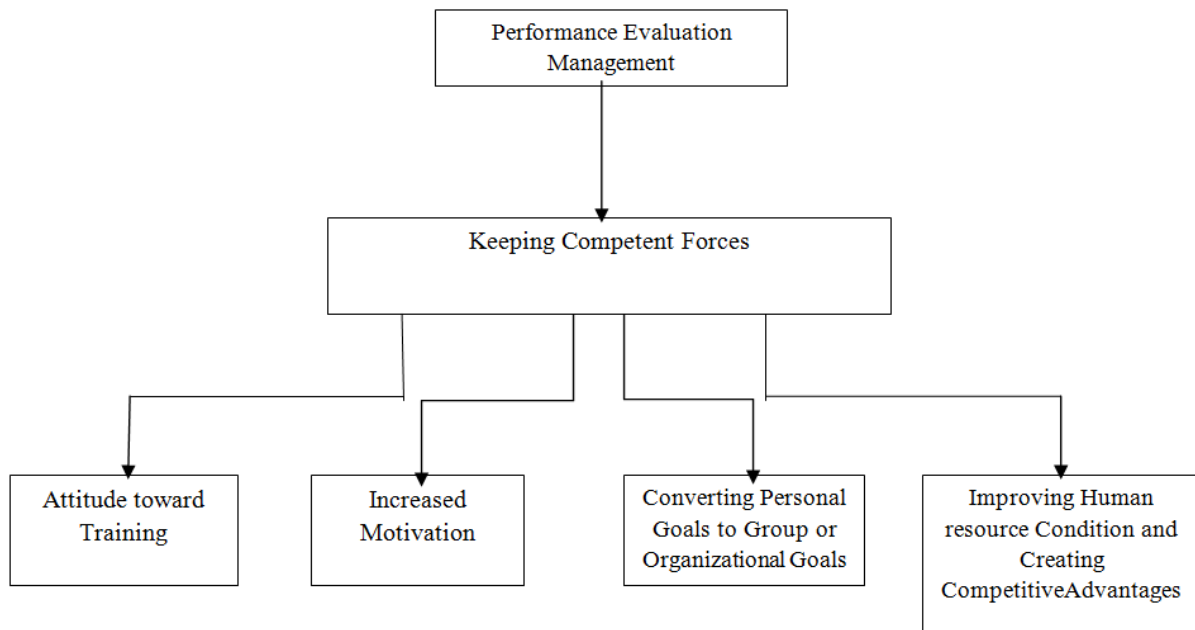 Performance Evaluation
Management
Keeping Competent Forces
Attitude toward
Training
Increased
Motivation
Converting Personal
Goals to Group or
Organizational Goals
Improving Human
resource Condition and
Creating
CompetitiveAdvantages